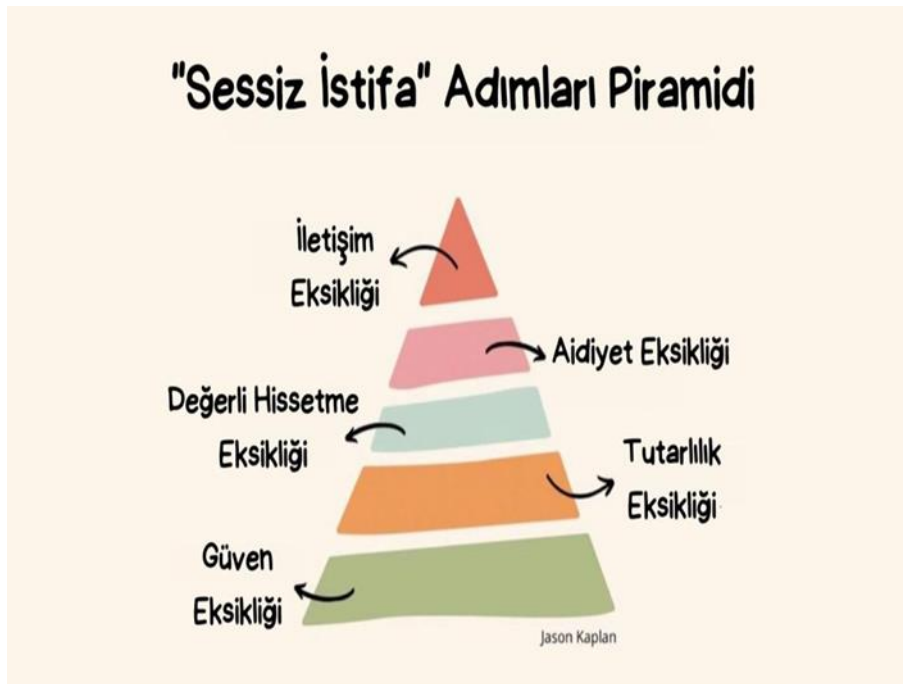 "Sessiz İstifa" Adımları Piramidi
İletişim
Eksikliği
Aidiyet Eksikliği
Değerli Hissetme
Eksikliği
Tutarlılık
Eksikliği
Güven
Eksikliği
Jason Kaplan